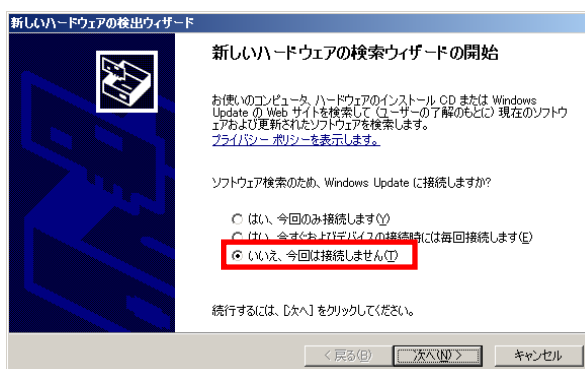 新しいハードウェアの検出ウィザード
新しいハードウェアの検索ウィザードの開始
お使いのコンピュータ、ハードウェアのインストール CD または Windows
Update の Web サイトを検索して (ユーザーの了解のもとに) 現在のソフトウ
ェアおよび更新されたソフトウェアを検索します。
プライバシー ポリシーを表示します。
ソフトウェア検索のため、Windows Update に接続しますか?
はい、今回のみ接続します(Y)
はい、今すぐおよびデバイスの接続時には毎回接続します(E)
いいえ、今回は接続しません(T)
続行するには、[次へ] をクリックしてください。
< 戻る(B)
次へ(N) >
キャンセル